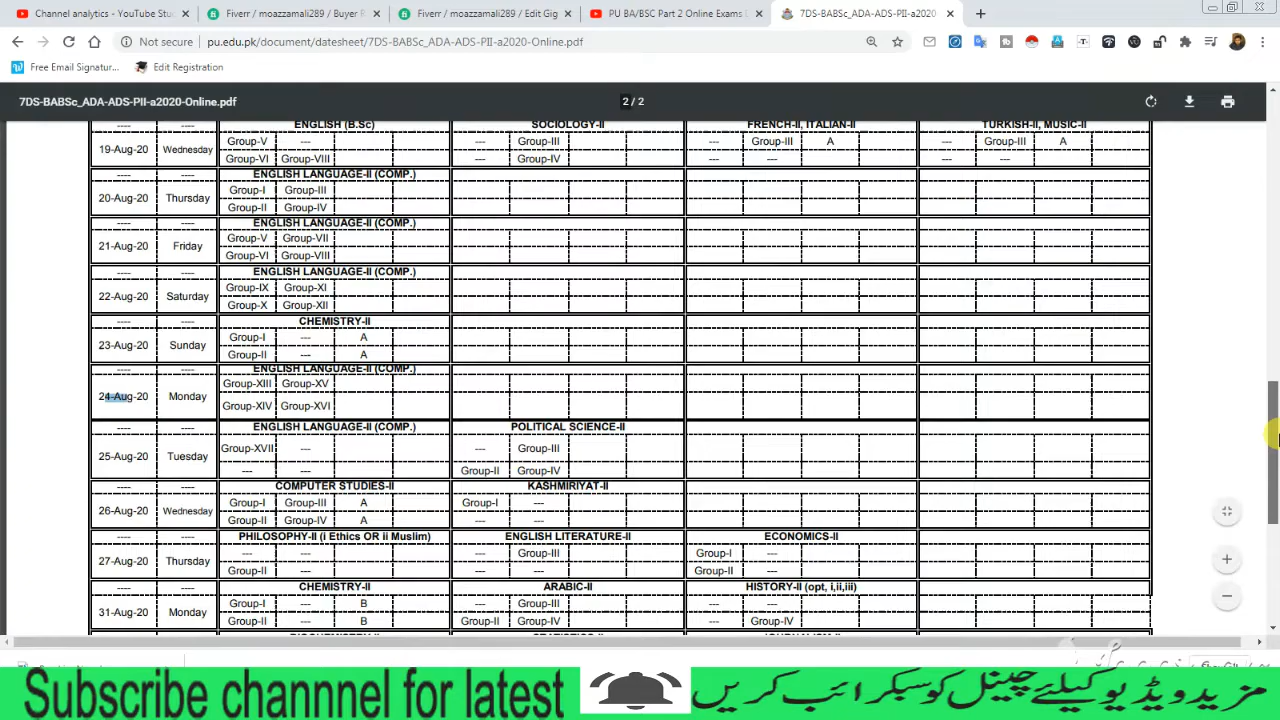 Channel analytics - YouTube Stu
Fiverr / moazzamali289 / Buyer R
Fiverr / moazzamali289 / Edit Gig
PU BA/BSC Part 2 Online Exams
7DS-BABSc_ADA-ADS-PII-a2020
Not secure | pu.edu.pk/document/datesheet/7DS-BABSc_ADA-ADS-PII-a2020-Online.pdf
Free Email Signatur... Edit Registration
7DS-BABSc_ADA-ADS-PII-a2020-Online.pdf 2 / 2
---- ---- ENGLISH (B.Sc) SOCIOLOGY-II FRENCH-II, ITALIAN-II TURKISH-II, MUSIC-II
19-Aug-20 Wednesday
Group-V --- --- Group-III --- Group-III A --- Group-III A
Group-VI Group-VIII --- Group-IV --- --- --- ---
---- ---- ENGLISH LANGUAGE-II (COMP.)
20-Aug-20 Thursday
Group-I Group-III
Group-II Group-IV
---- ---- ENGLISH LANGUAGE-II (COMP.)
21-Aug-20 Friday
Group-V Group-VII
Group-VI Group-VIII
---- ---- ENGLISH LANGUAGE-II (COMP.)
22-Aug-20 Saturday
Group-IX Group-XI
Group-X Group-XII
---- ---- CHEMISTRY-II
23-Aug-20 Sunday
Group-I --- A
Group-II --- A
---- ---- ENGLISH LANGUAGE-II (COMP.)
24-Aug-20 Monday
Group-XIII Group-XV
Group-XIV Group-XVI
---- ---- ENGLISH LANGUAGE-II (COMP.) POLITICAL SCIENCE-II
25-Aug-20 Tuesday
Group-XVII --- --- Group-III
--- --- Group-II Group-IV
---- ---- COMPUTER STUDIES-II KASHMIRIYAT-II
26-Aug-20 Wednesday
Group-I Group-III A Group-I ---
Group-II Group-IV A --- ---
---- ---- PHILOSOPHY-II (i Ethics OR ii Muslim) ENGLISH LITERATURE-II ECONOMICS-II
27-Aug-20 Thursday
--- --- --- Group-III Group-I ---
Group-II --- --- --- Group-II ---
---- ---- CHEMISTRY-II ARABIC-II HISTORY-II (opt, i,ii,iii)
31-Aug-20 Monday
Group-I --- B --- Group-III --- ---
Group-II --- B Group-II Group-IV --- Group-IV
Subscribe channnel for latest
مزید ویڈیو کیلئے چینل کو سبکرائب کریں